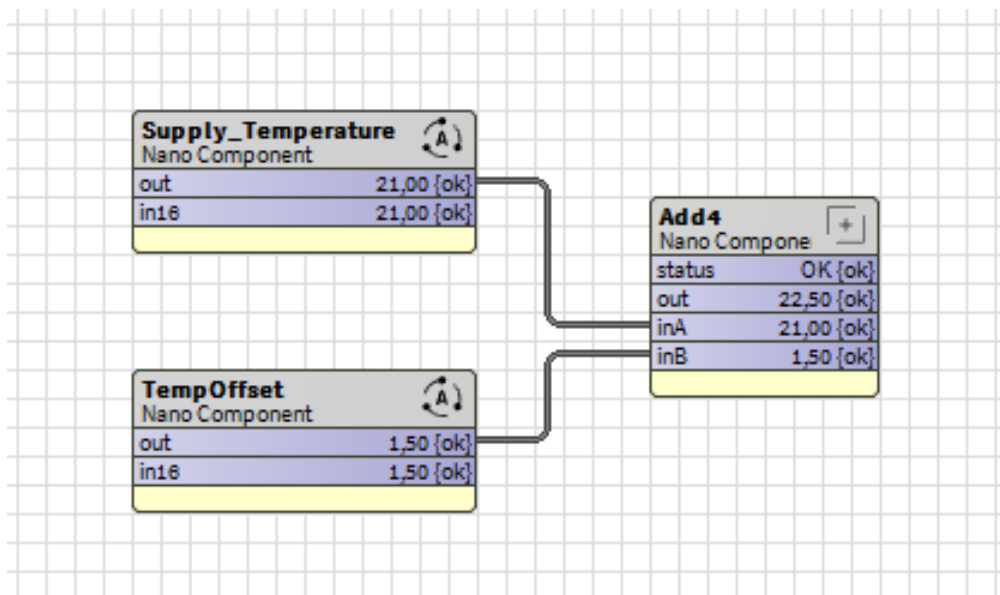 Supply_Temperature
A
Nano Component
out 21,00 {ok}
in16 21,00 {ok}
TempOffset
A
Nano Component
out 1,50 {ok}
in16 1,50 {ok}
Add4
+
Nano Compone
status OK {ok}
out 22,50 {ok}
inA 21,00 {ok}
inB 1,50 {ok}